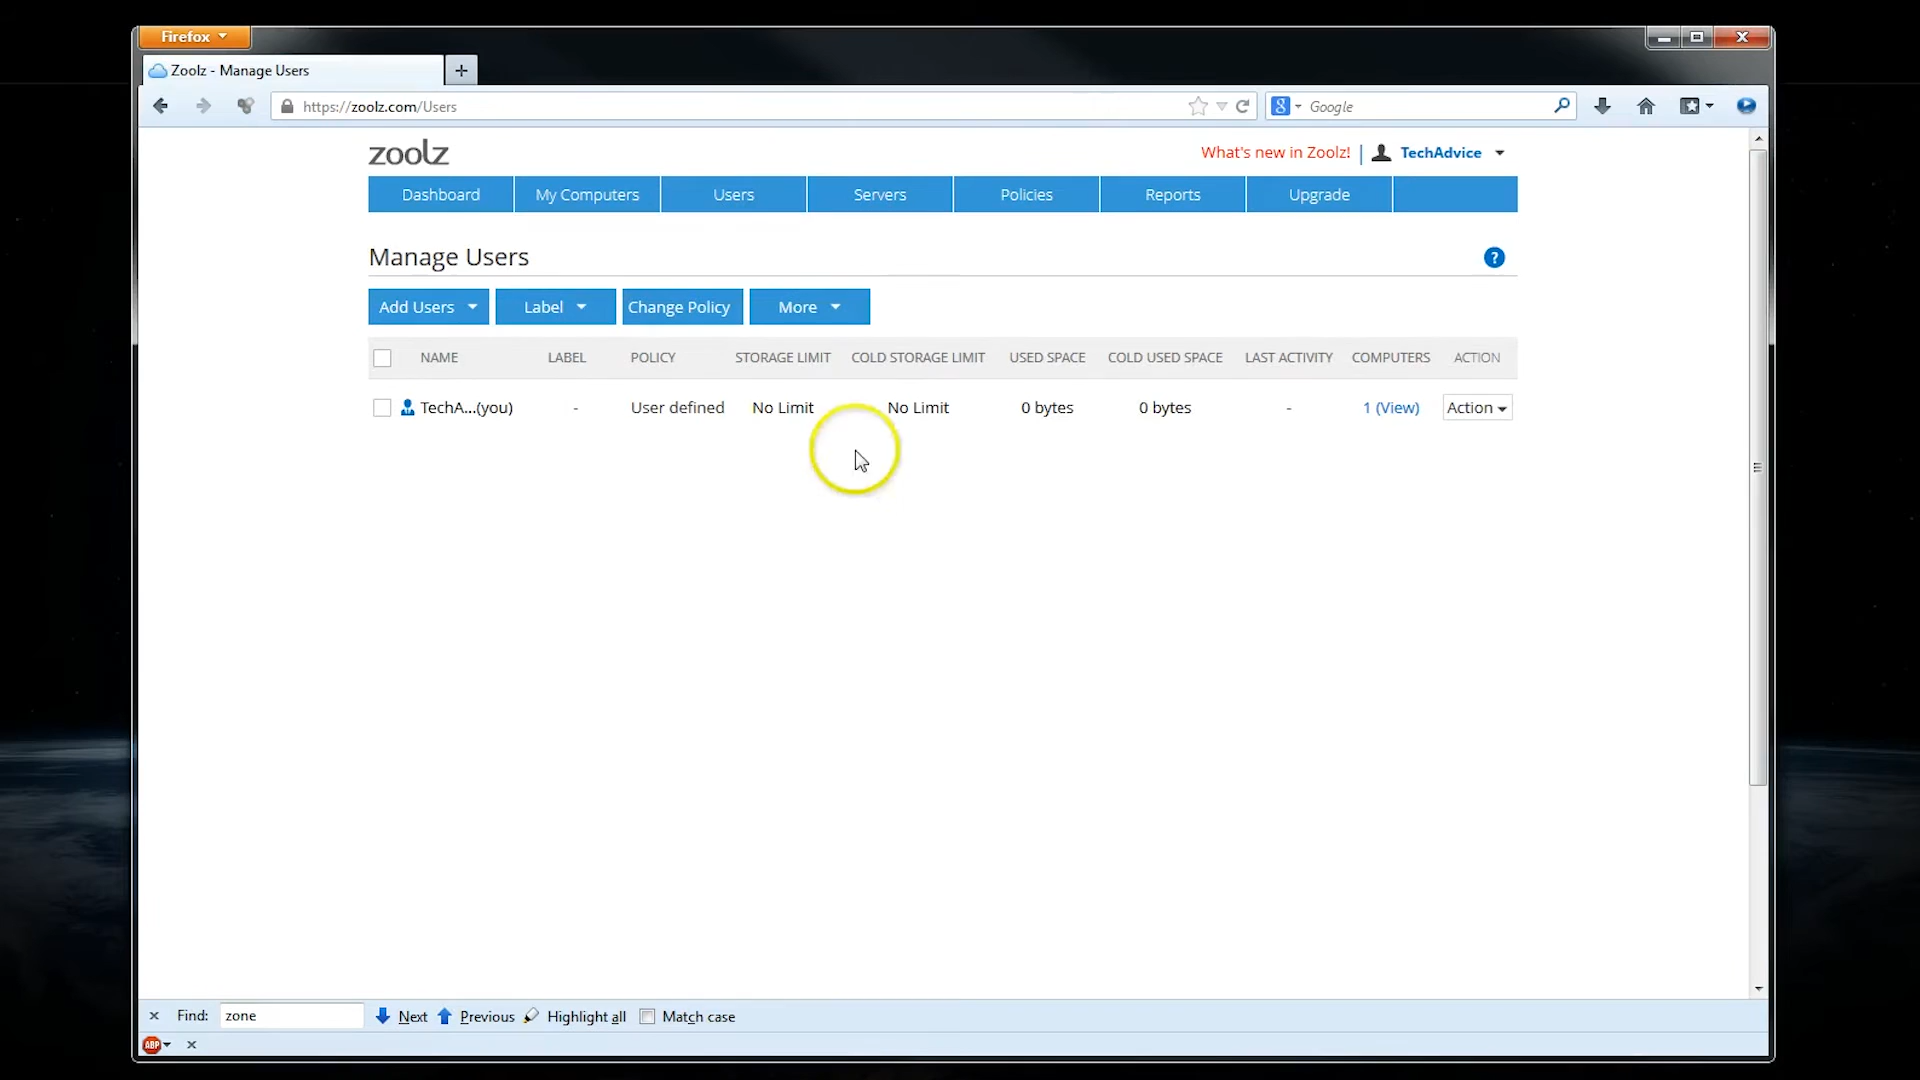 Firefox
Zoolz - Manage Users
https://zoolz.com/Users
Google
zoolz
What's new in Zoolz!
TechAdvice
Dashboard
My Computers
Users
Servers
Policies
Reports
Upgrade
Manage Users
?
Add Users
Label
Change Policy
More
NAME LABEL POLICY STORAGE LIMIT COLD STORAGE LIMIT USED SPACE COLD USED SPACE LAST ACTIVITY COMPUTERS ACTION
TechA...(you) - User defined No Limit No Limit 0 bytes 0 bytes - 1 (View) Action
Find: zone Next Previous Highlight all Match case
ABP